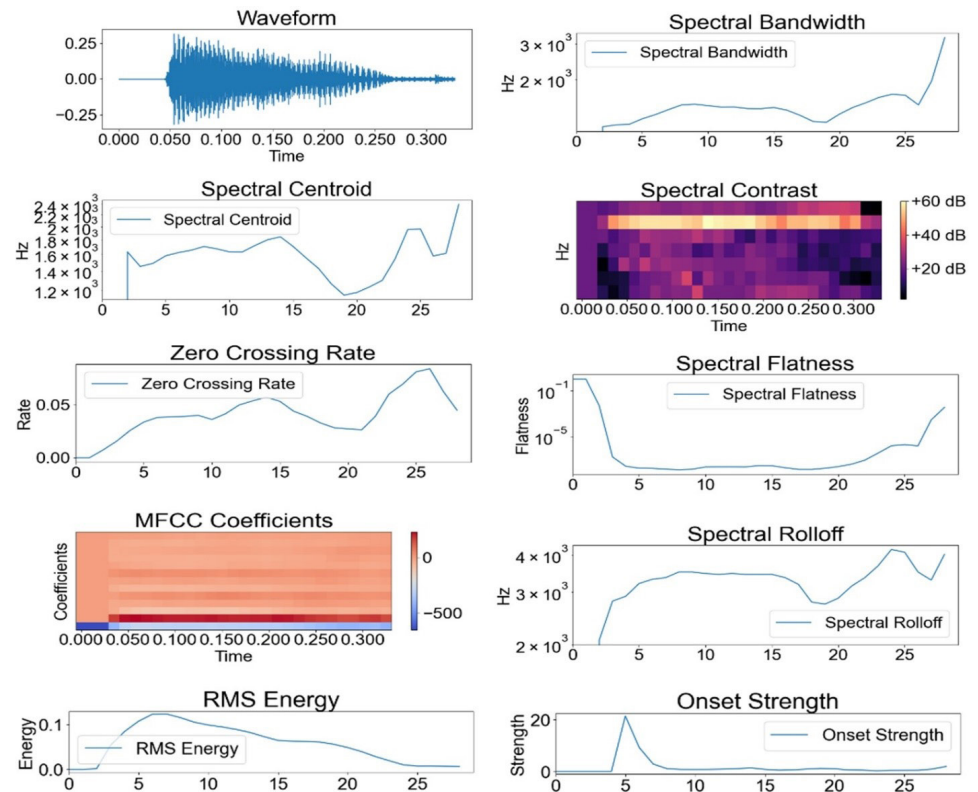 Waveform
0.25
0.00
−0.25
0.000 0.050 0.100 0.150 0.200 0.250 0.300
Time
Spectral Bandwidth
3 × 10³
2 × 10³
Hz
Spectral Bandwidth
0 5 10 15 20 25
Spectral Centroid
2.4 × 10³
2.2 × 10³
2 × 10³
1.8 × 10³
1.6 × 10³
1.4 × 10³
1.2 × 10³
Hz
Spectral Centroid
0 5 10 15 20 25
Spectral Contrast
Hz
0.000 0.050 0.100 0.150 0.200 0.250 0.300
Time
+60 dB
+40 dB
+20 dB
Zero Crossing Rate
Rate
0.05
0.00
Zero Crossing Rate
0 5 10 15 20 25
Spectral Flatness
Flatness
10⁻¹
10⁻⁵
Spectral Flatness
0 5 10 15 20 25
MFCC Coefficients
Coefficients
0.000 0.050 0.100 0.150 0.200 0.250 0.300
Time
0
−500
Spectral Rolloff
4 × 10³
3 × 10³
2 × 10³
Hz
Spectral Rolloff
0 5 10 15 20 25
RMS Energy
Energy
0.1
0.0
RMS Energy
0 5 10 15 20 25
Onset Strength
Strength
20
0
Onset Strength
0 5 10 15 20 25